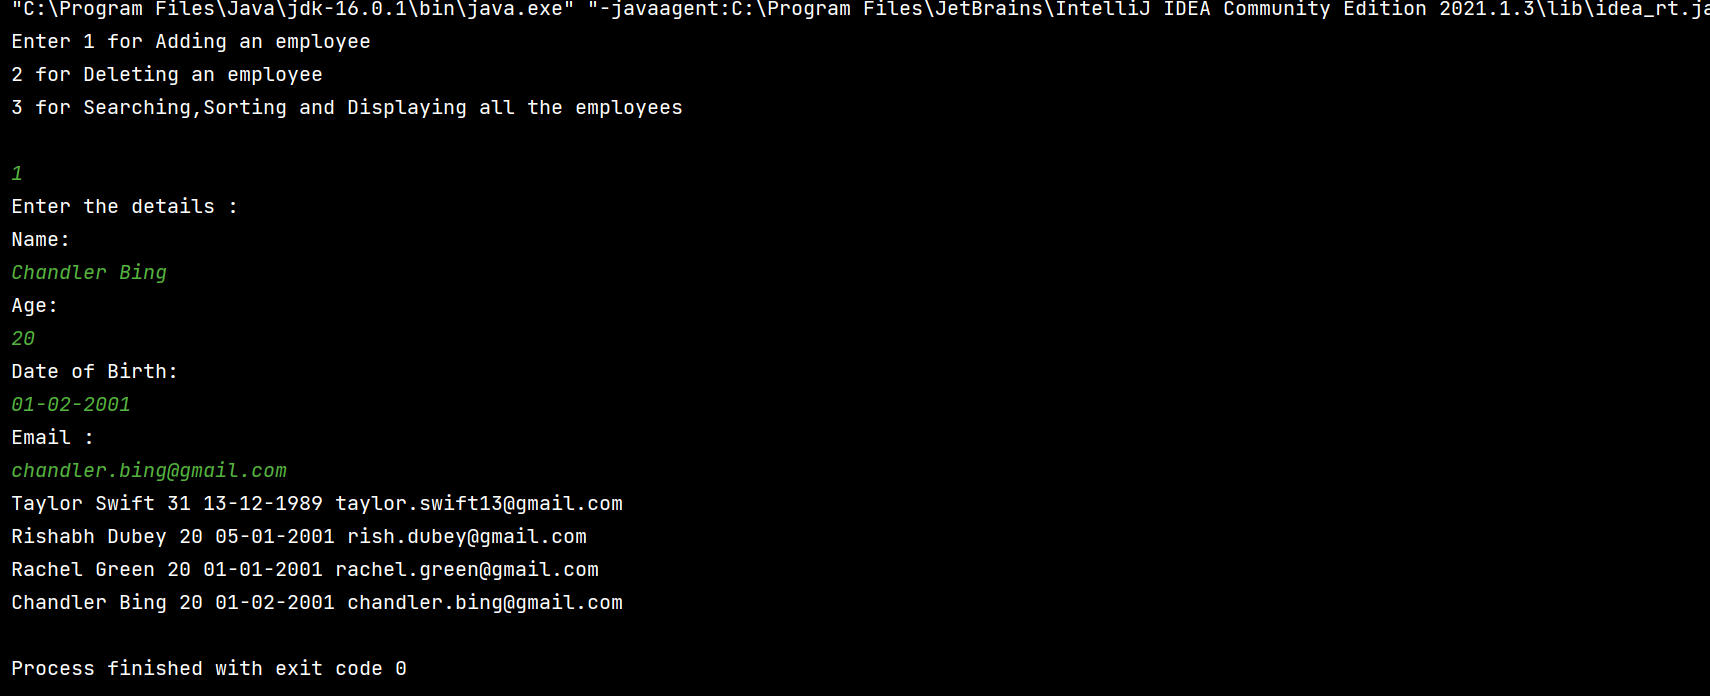 "C:\Program Files\Java\jdk-16.0.1\bin\java.exe" "-javaagent:C:\Program Files\JetBrains\IntelliJ IDEA Community Edition 2021.1.3\lib\idea_rt.ja
Enter 1 for Adding an employee
2 for Deleting an employee
3 for Searching,Sorting and Displaying all the employees
1
Enter the details :
Name:
Chandler Bing
Age:
20
Date of Birth:
01-02-2001
Email :
chandler.bing@gmail.com
Taylor Swift 31 13-12-1989 taylor.swift13@gmail.com
Rishabh Dubey 20 05-01-2001 rish.dubey@gmail.com
Rachel Green 20 01-01-2001 rachel.green@gmail.com
Chandler Bing 20 01-02-2001 chandler.bing@gmail.com
Process finished with exit code 0